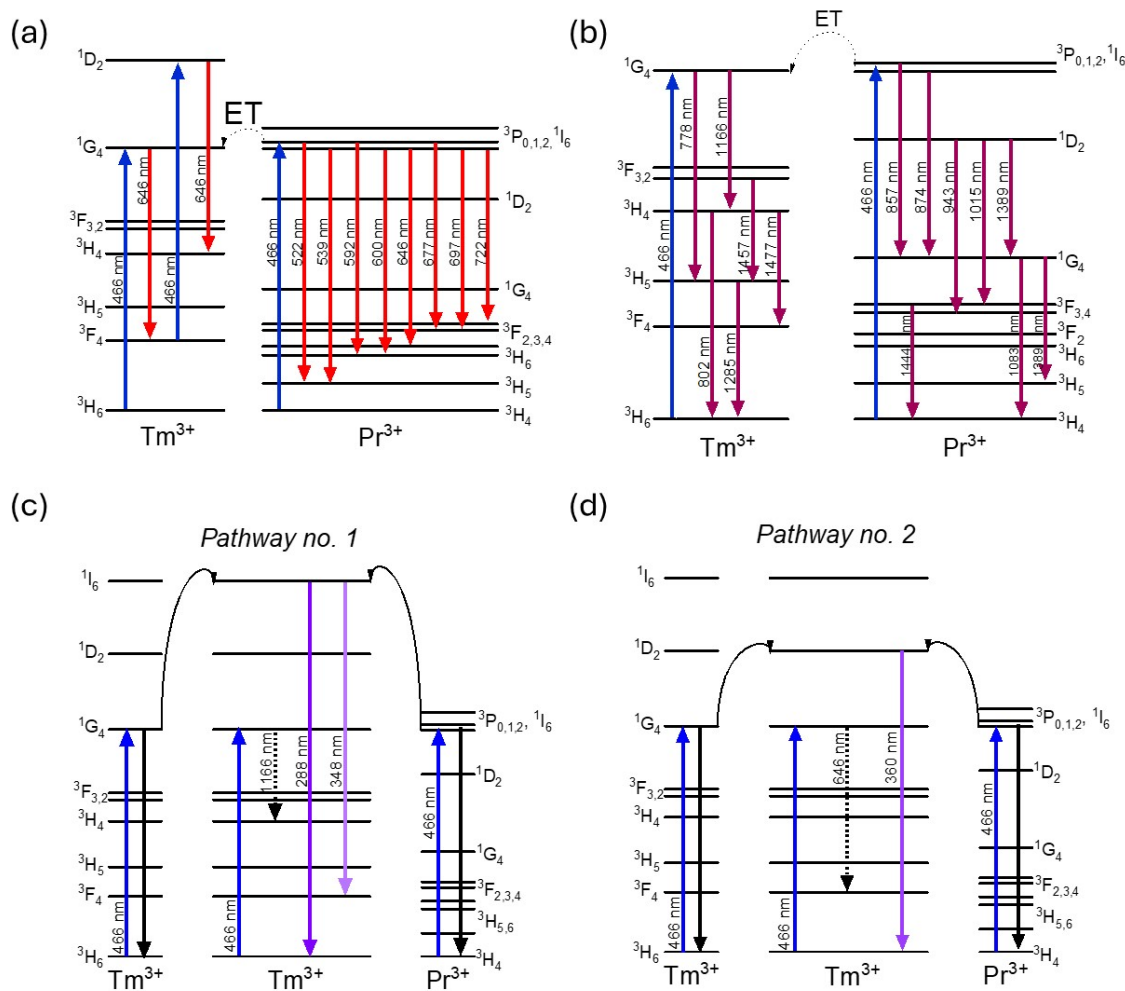 (a)
¹D₂
ET
¹G₄
³P₀,₁,₂, ¹I₆
646 nm
646 nm
¹D₂
³F₃,₂
³H₄
466 nm
466 nm
466 nm
522 nm
539 nm
592 nm
600 nm
646 nm
677 nm
697 nm
722 nm
³H₅
¹G₄
³F₄
³F₂,₃,₄
³H₆
³H₅
³H₆
³H₄
Tm³⁺
Pr³⁺
(b)
ET
³P₀,₁,₂, ¹I₆
¹G₄
778 nm
1166 nm
¹D₂
³F₃,₂
³H₄
466 nm
1457 nm
1477 nm
466 nm
857 nm
874 nm
943 nm
1015 nm
1389 nm
³H₅
¹G₄
³F₄
³F₃,₄
³F₂
³H₆
802 nm
1285 nm
1444 nm
1083 nm
1389 nm
³H₅
³H₆
³H₄
Tm³⁺
Pr³⁺
(c)
Pathway no. 1
¹I₆
¹D₂
¹G₄
³P₀,₁,₂, ¹I₆
1166 nm
288 nm
348 nm
¹D₂
³F₃,₂
³H₄
466 nm
³H₅
¹G₄
³F₄
³F₂,₃,₄
³H₅,₆
466 nm
466 nm
³H₆
³H₄
Tm³⁺
Tm³⁺
Pr³⁺
(d)
Pathway no. 2
¹I₆
¹D₂
¹G₄
³P₀,₁,₂, ¹I₆
646 nm
360 nm
¹D₂
³F₃,₂
³H₄
466 nm
³H₅
¹G₄
³F₄
³F₂,₃,₄
³H₅,₆
466 nm
466 nm
³H₆
³H₄
Tm³⁺
Tm³⁺
Pr³⁺